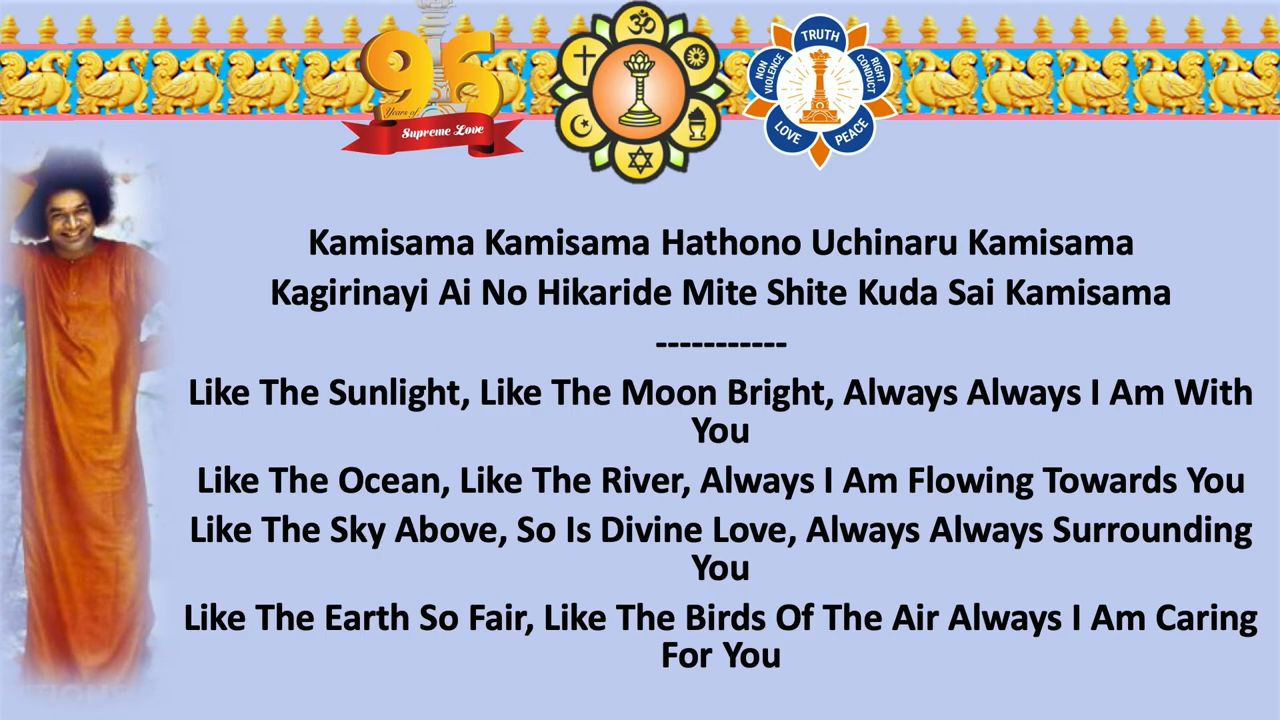 95
Years of
Supreme Love
TRUTH
NON VIOLENCE
RIGHT CONDUCT
LOVE
PEACE
Kamisama Kamisama Hathono Uchinaru Kamisama
Kagirinayi Ai No Hikaride Mite Shite Kuda Sai Kamisama
-----------
Like The Sunlight, Like The Moon Bright, Always Always I Am With
You
Like The Ocean, Like The River, Always I Am Flowing Towards You
Like The Sky Above, So Is Divine Love, Always Always Surrounding
You
Like The Earth So Fair, Like The Birds Of The Air Always I Am Caring
For You